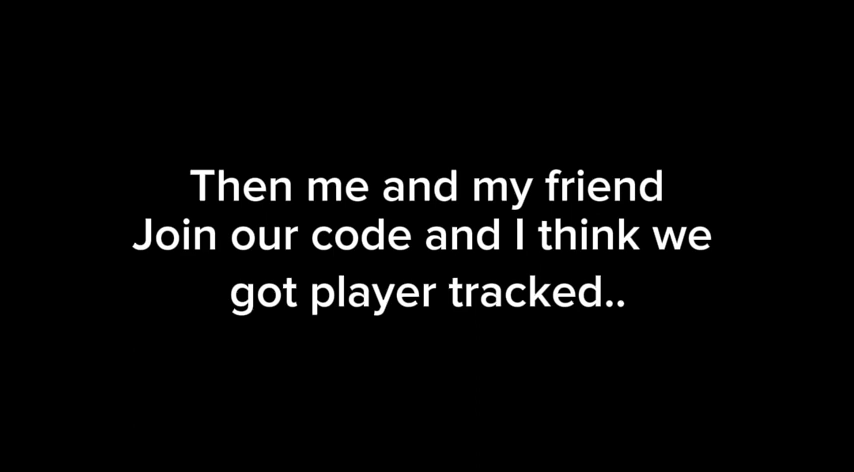 Then me and my friend
Join our code and I think we
got player tracked..